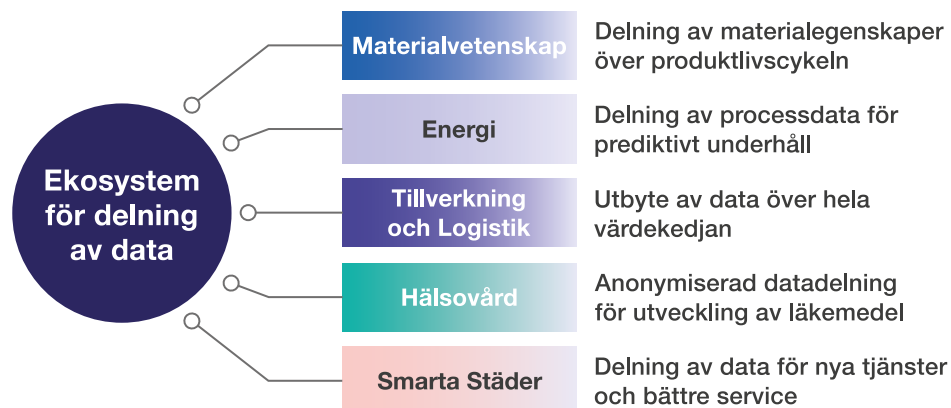 Ekosystem
för delning
av data
Materialvetenskap
Delning av materialegenskaper
över produktlivscykeln
Energi
Delning av processdata för
prediktivt underhåll
Tillverkning
och Logistik
Utbyte av data över hela
värdekedjan
Hälsovård
Anonymiserad datadelning
för utveckling av läkemedel
Smarta Städer
Delning av data för nya tjänster
och bättre service